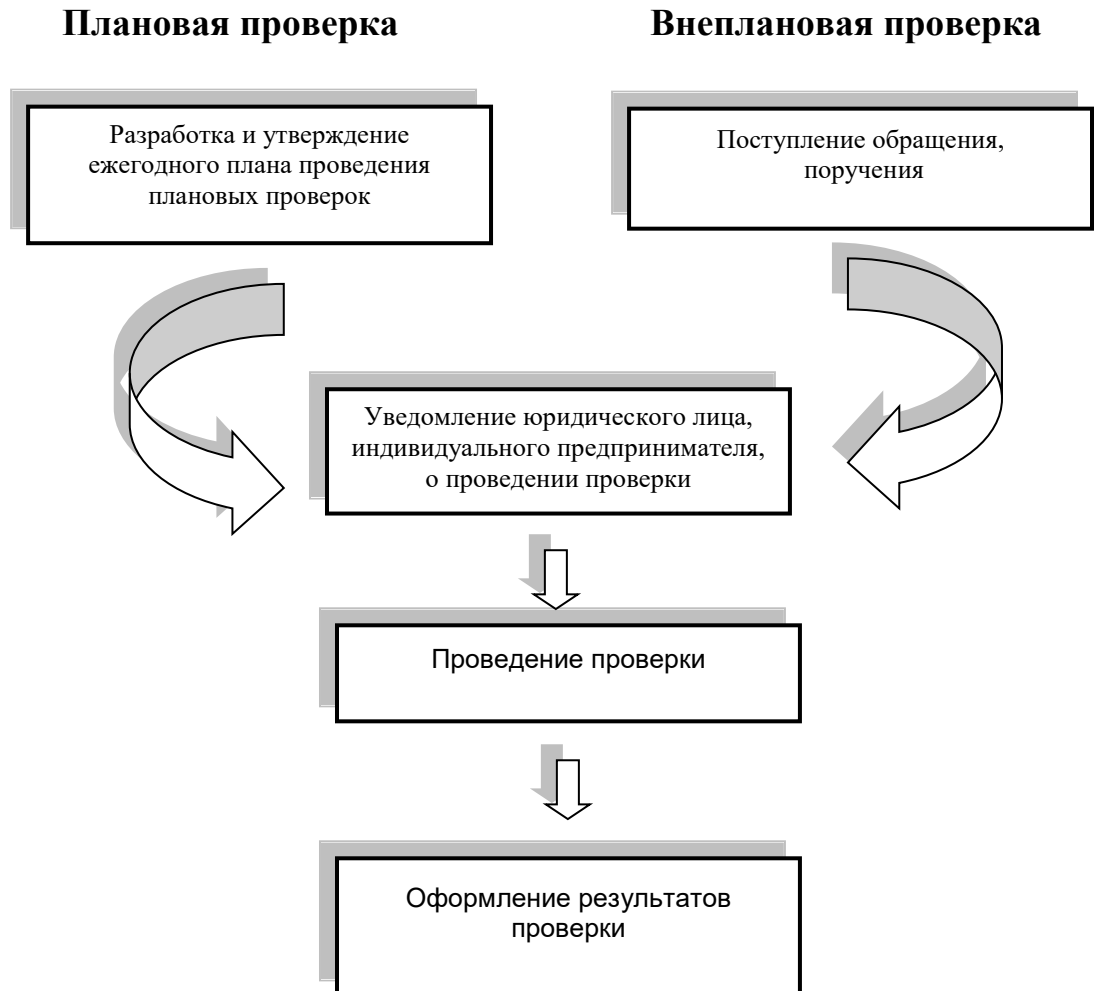 Плановая проверка
Внеплановая проверка
Разработка и утверждение
ежегодного плана проведения
плановых проверок
Поступление обращения,
поручения
Уведомление юридического лица,
индивидуального предпринимателя,
о проведении проверки
Проведение проверки
Оформление результатов
проверки